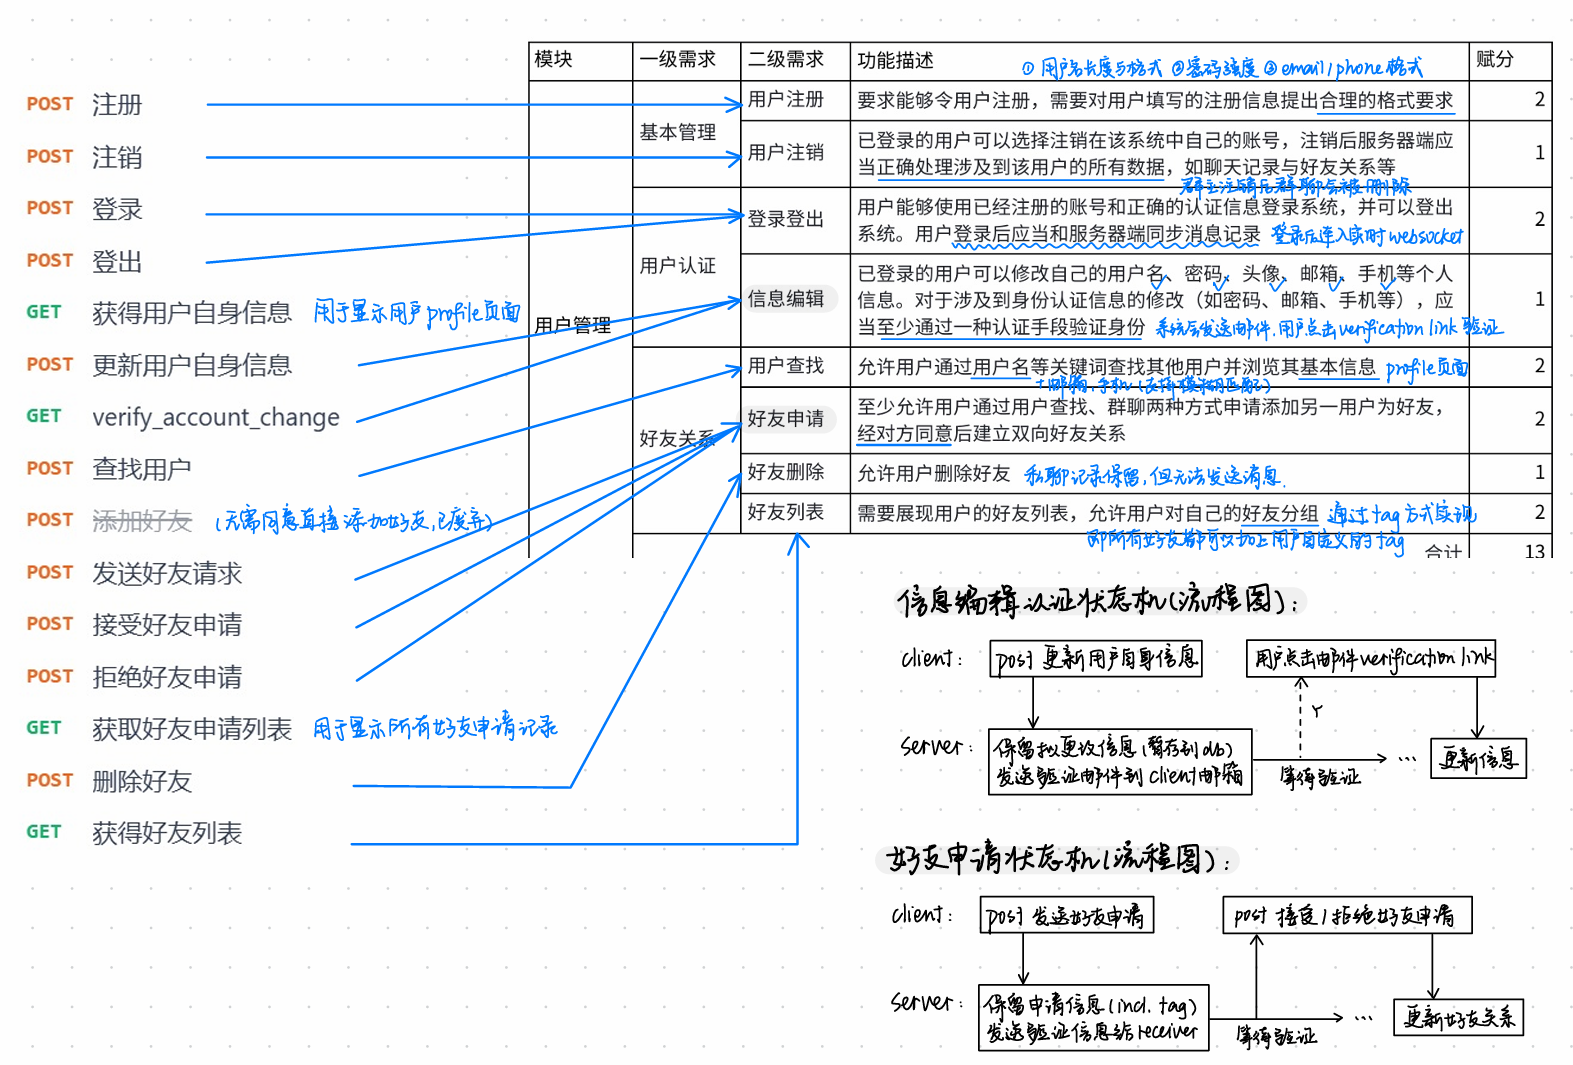 POST 注册
POST 注销
POST 登录
POST 登出
GET 获得用户自身信息 用于显示用户profile页面
POST 更新用户自身信息
GET verify_account_change
POST 查找用户
POST 添加好友 (无需同意直接添加好友,已废弃)
POST 发送好友请求
POST 接受好友申请
POST 拒绝好友申请
GET 获取好友申请列表 用于显示所有好友申请记录
POST 删除好友
GET 获得好友列表
模块 一级需求 二级需求 功能描述 赋分
① 用户名长度与格式 ②密码强度 ③email/phone格式
用户管理
基本管理
用户注册 要求能够令用户注册，需要对用户填写的注册信息提出合理的格式要求 2
用户注销 已登录的用户可以选择注销在该系统中自己的账号，注销后服务器端应
当正确处理涉及到该用户的所有数据，如聊天记录与好友关系等 1
群主注销后群聊会被删除
用户认证
登录登出 用户能够使用已经注册的账号和正确的认证信息登录系统，并可以登出
系统。用户登录后应当和服务器端同步消息记录 2
登录后连入实时websocket
信息编辑 已登录的用户可以修改自己的用户名、密码、头像、邮箱、手机等个人
信息。对于涉及到身份认证信息的修改（如密码、邮箱、手机等），应
当至少通过一种认证手段验证身份 1
系统会发送邮件,用户点击verification link验证
好友关系
用户查找 允许用户通过用户名等关键词查找其他用户并浏览其基本信息 2
profile页面
+邮箱,手机(支持模糊匹配)
好友申请 至少允许用户通过用户查找、群聊两种方式申请添加另一用户为好友，
经对方同意后建立双向好友关系 2
好友删除 允许用户删除好友 1
私聊记录保留,但无法发送消息.
好友列表 需要展现用户的好友列表，允许用户对自己的好友分组 2
通过tag方式实现
即所有好友都可以加上用户自定义的tag
合计 13
信息编辑认证状态机(流程图):
client: post 更新用户自身信息
用户点击邮件verification link
Y
server: 保留拟更改信息(暂存到db)
发送验证邮件到client邮箱
等待验证
...
更新信息
好友申请状态机(流程图):
client: post 发送好友申请
post 接受/拒绝好友申请
server: 保留申请信息(incl. tag)
发送验证信息给receiver
等待验证
...
更新好友关系